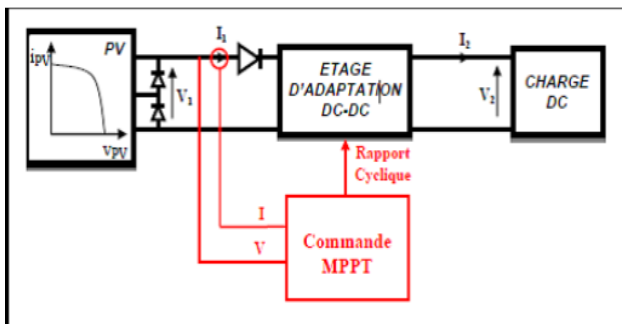 PV
iPV
vPV
V1
I1
ETAGE
D'ADAPTATION
DC-DC
I2
V2
CHARGE
DC
Rapport
Cyclique
I
V
Commande
MPPT